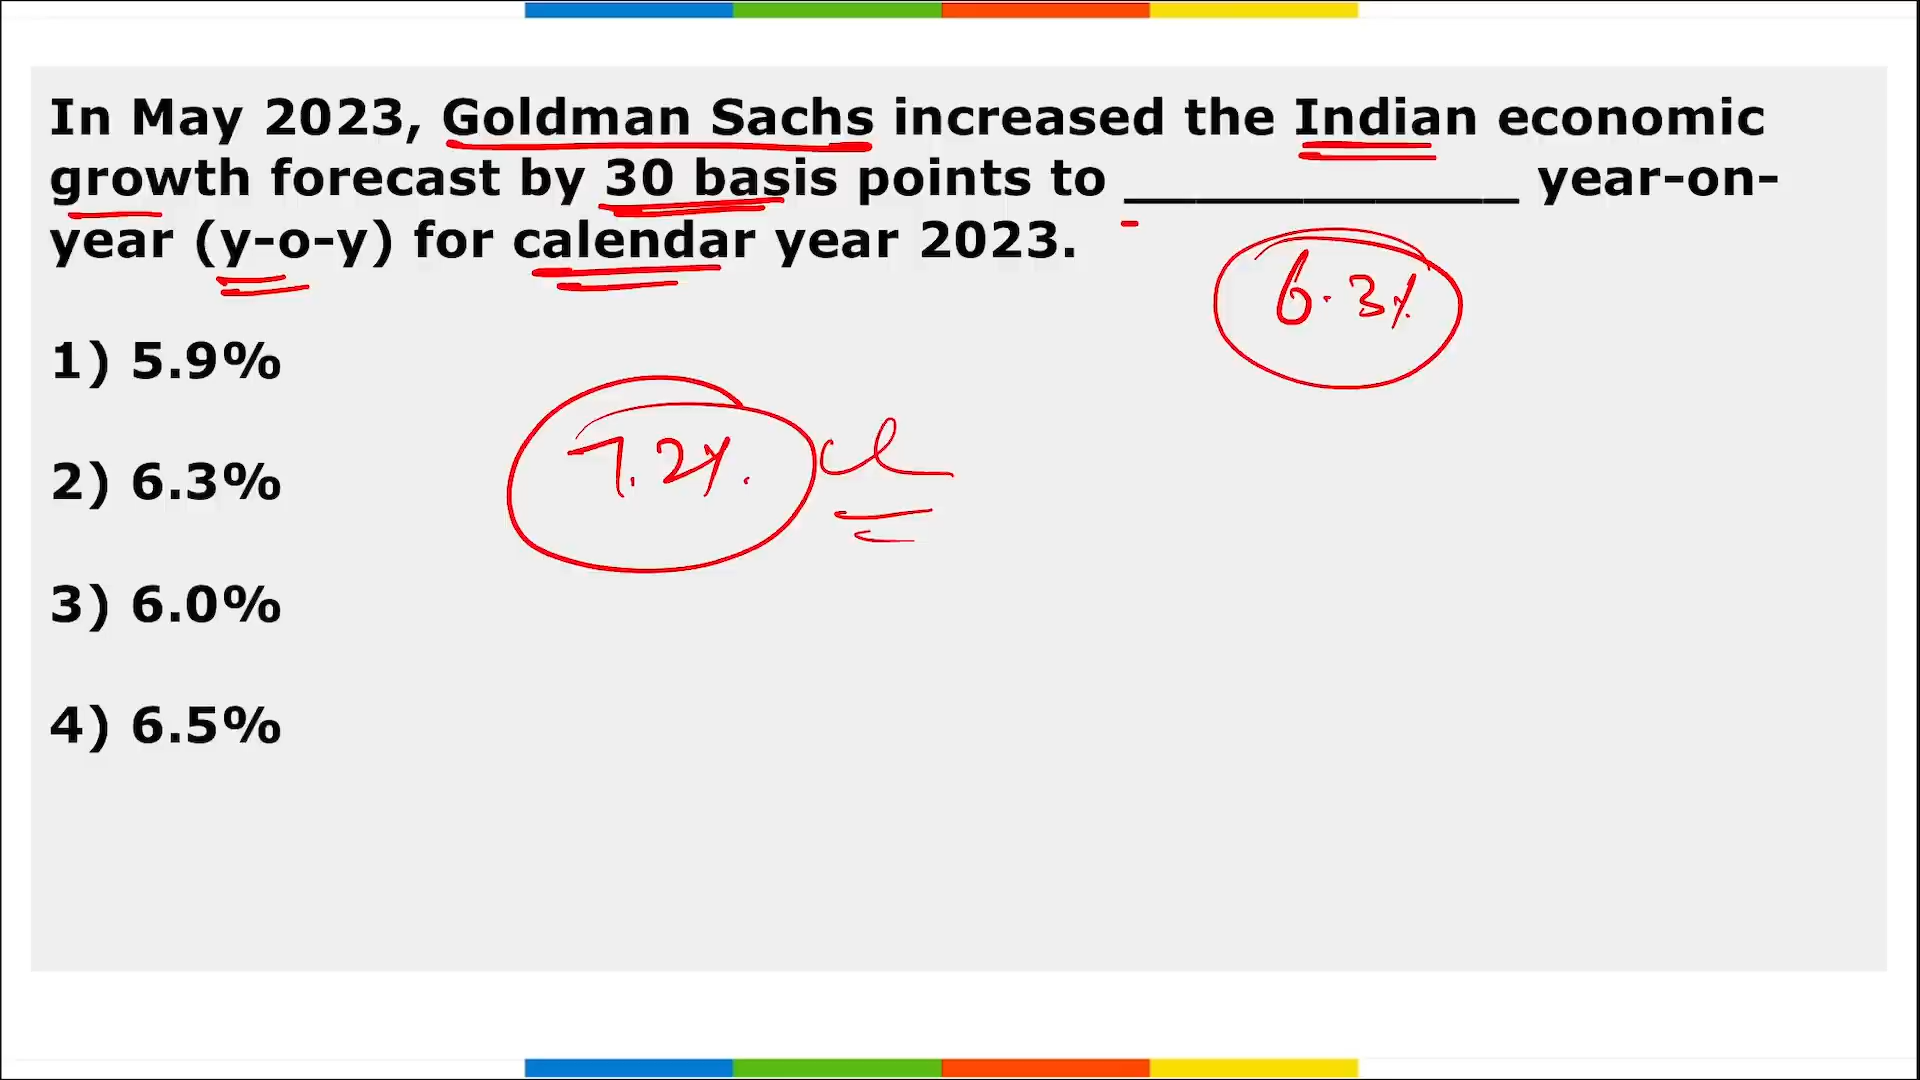 In May 2023, Goldman Sachs increased the Indian economic
growth forecast by 30 basis points to ______________ year-on-
year (y-o-y) for calendar year 2023.
6.3%
1) 5.9%
7.2%.
2) 6.3%
3) 6.0%
4) 6.5%